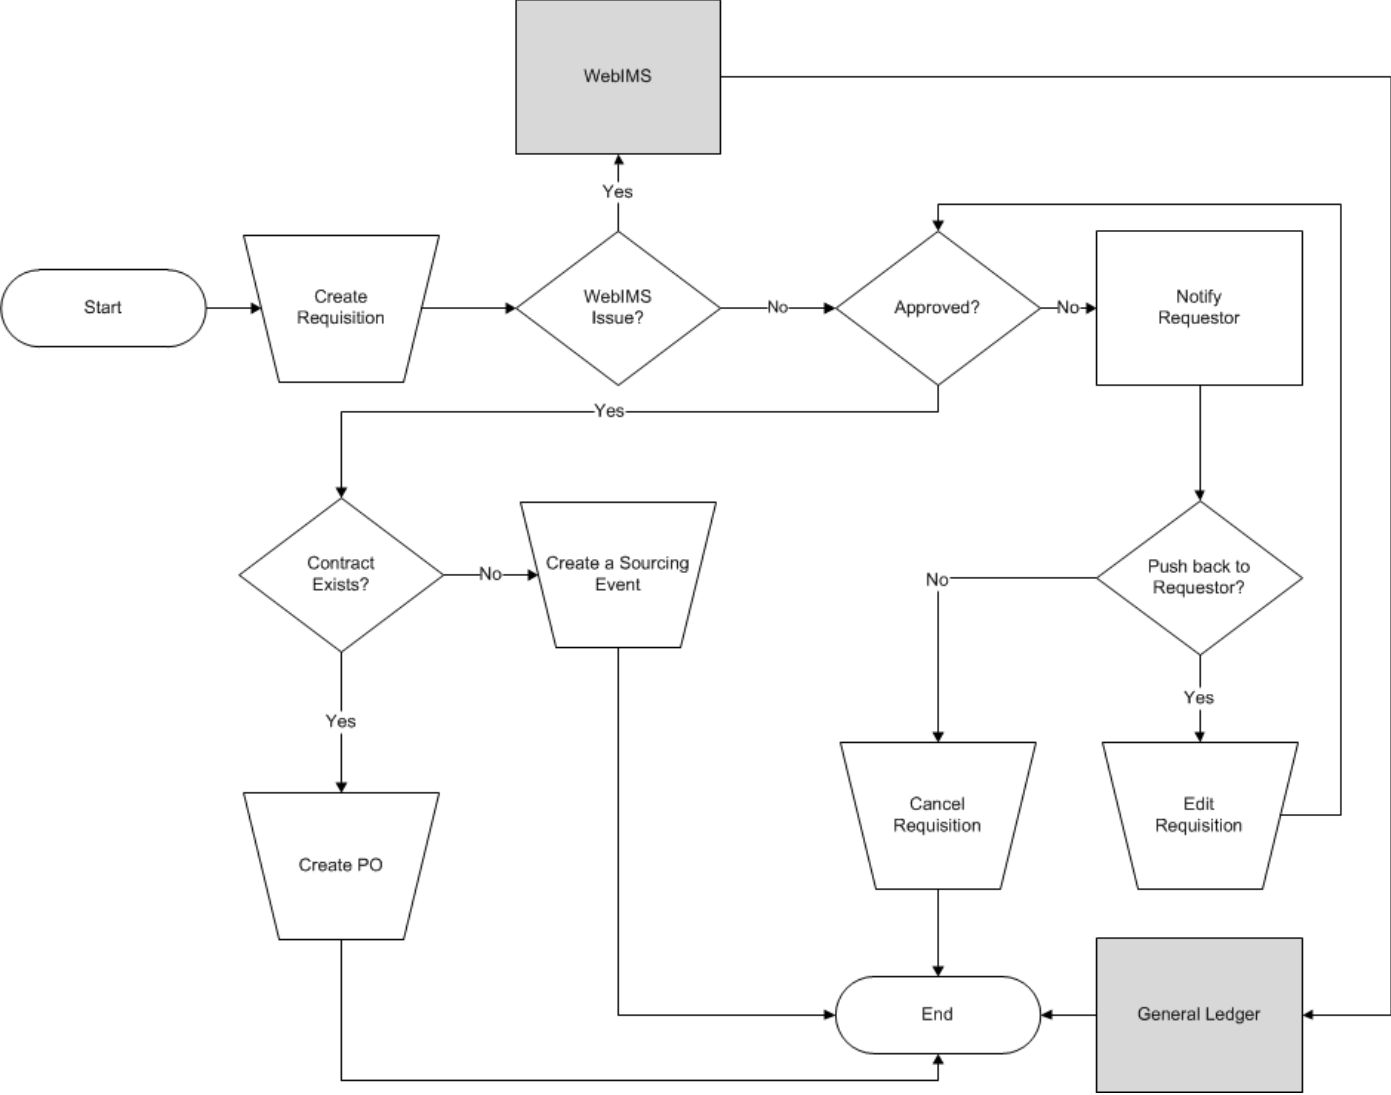 WebIMS
Yes
Start
Create
Requisition
WebIMS
Issue?
No
Approved?
No
Notify
Requestor
Yes
Contract
Exists?
No
Create a Sourcing
Event
No
Push back to
Requestor?
Yes
Yes
Create PO
Cancel
Requisition
Edit
Requisition
End
General Ledger